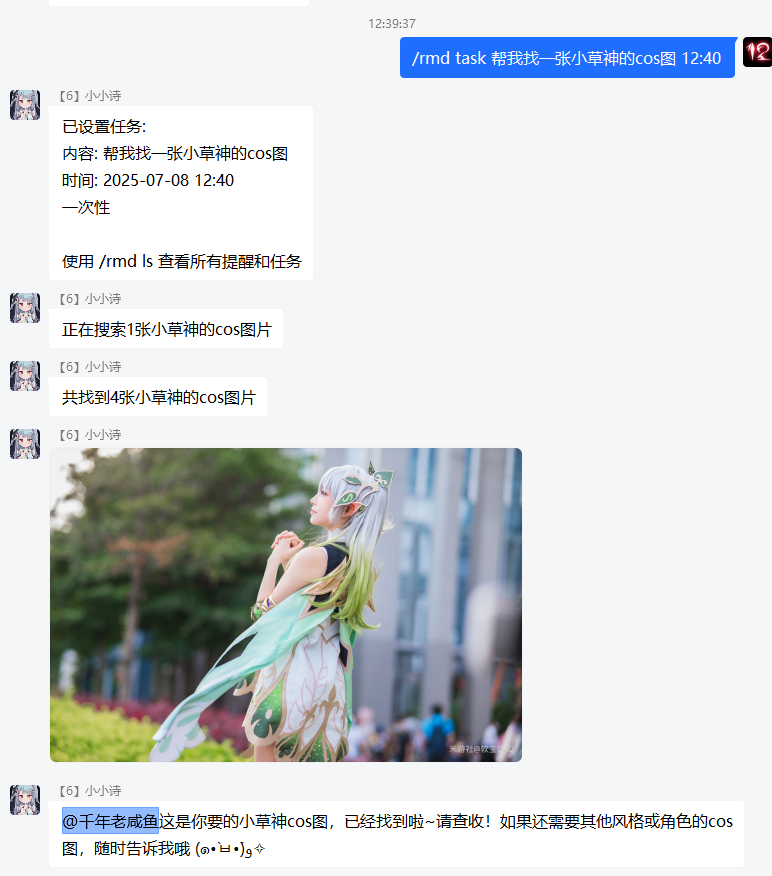 12:39:37
/rmd task 帮我找一张小草神的cos图 12:40
12
【6】小小诗
已设置任务:
内容: 帮我找一张小草神的cos图
时间: 2025-07-08 12:40
一次性
使用 /rmd ls 查看所有提醒和任务
【6】小小诗
正在搜索1张小草神的cos图片
【6】小小诗
共找到4张小草神的cos图片
【6】小小诗
米游社@软宝
【6】小小诗
@千年老咸鱼这是你要的小草神cos图，已经找到啦~请查收！如果还需要其他风格或角色的cos
图，随时告诉我哦 (๑•̀ㅂ•́)و✧